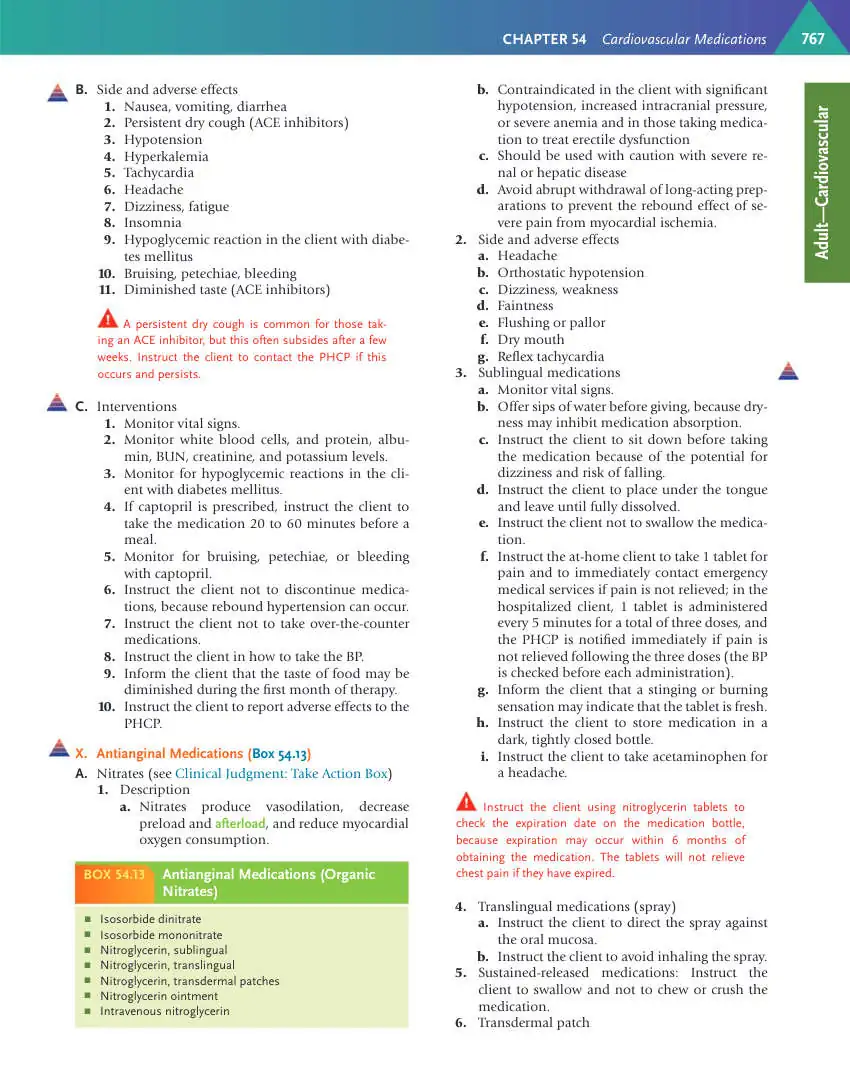 CHAPTER 54 Cardiovascular Medications 767
B. Side and adverse effects
1. Nausea, vomiting, diarrhea
2. Persistent dry cough (ACE inhibitors)
3. Hypotension
4. Hyperkalemia
5. Tachycardia
6. Headache
7. Dizziness, fatigue
8. Insomnia
9. Hypoglycemic reaction in the client with diabe-
tes mellitus
10. Bruising, petechiae, bleeding
11. Diminished taste (ACE inhibitors)
A persistent dry cough is common for those tak-
ing an ACE inhibitor, but this often subsides after a few
weeks. Instruct the client to contact the PHCP if this
occurs and persists.
C. Interventions
1. Monitor vital signs.
2. Monitor white blood cells, and protein, albu-
min, BUN, creatinine, and potassium levels.
3. Monitor for hypoglycemic reactions in the cli-
ent with diabetes mellitus.
4. If captopril is prescribed, instruct the client to
take the medication 20 to 60 minutes before a
meal.
5. Monitor for bruising, petechiae, or bleeding
with captopril.
6. Instruct the client not to discontinue medica-
tions, because rebound hypertension can occur.
7. Instruct the client not to take over-the-counter
medications.
8. Instruct the client in how to take the BP.
9. Inform the client that the taste of food may be
diminished during the first month of therapy.
10. Instruct the client to report adverse effects to the
PHCP.
X. Antianginal Medications (Box 54.13)
A. Nitrates (see Clinical Judgment: Take Action Box)
1. Description
a. Nitrates produce vasodilation, decrease
preload and afterload, and reduce myocardial
oxygen consumption.
BOX 54.13 Antianginal Medications (Organic
Nitrates)
■ Isosorbide dinitrate
■ Isosorbide mononitrate
■ Nitroglycerin, sublingual
■ Nitroglycerin, translingual
■ Nitroglycerin, transdermal patches
■ Nitroglycerin ointment
■ Intravenous nitroglycerin
b. Contraindicated in the client with significant
hypotension, increased intracranial pressure,
or severe anemia and in those taking medica-
tion to treat erectile dysfunction
c. Should be used with caution with severe re-
nal or hepatic disease
d. Avoid abrupt withdrawal of long-acting prep-
arations to prevent the rebound effect of se-
vere pain from myocardial ischemia.
2. Side and adverse effects
a. Headache
b. Orthostatic hypotension
c. Dizziness, weakness
d. Faintness
e. Flushing or pallor
f. Dry mouth
g. Reflex tachycardia
3. Sublingual medications
a. Monitor vital signs.
b. Offer sips of water before giving, because dry-
ness may inhibit medication absorption.
c. Instruct the client to sit down before taking
the medication because of the potential for
dizziness and risk of falling.
d. Instruct the client to place under the tongue
and leave until fully dissolved.
e. Instruct the client not to swallow the medica-
tion.
f. Instruct the at-home client to take 1 tablet for
pain and to immediately contact emergency
medical services if pain is not relieved; in the
hospitalized client, 1 tablet is administered
every 5 minutes for a total of three doses, and
the PHCP is notified immediately if pain is
not relieved following the three doses (the BP
is checked before each administration).
g. Inform the client that a stinging or burning
sensation may indicate that the tablet is fresh.
h. Instruct the client to store medication in a
dark, tightly closed bottle.
i. Instruct the client to take acetaminophen for
a headache.
Instruct the client using nitroglycerin tablets to
check the expiration date on the medication bottle,
because expiration may occur within 6 months of
obtaining the medication. The tablets will not relieve
chest pain if they have expired.
4. Translingual medications (spray)
a. Instruct the client to direct the spray against
the oral mucosa.
b. Instruct the client to avoid inhaling the spray.
5. Sustained-released medications: Instruct the
client to swallow and not to chew or crush the
medication.
6. Transdermal patch
Adult—Cardiovascular